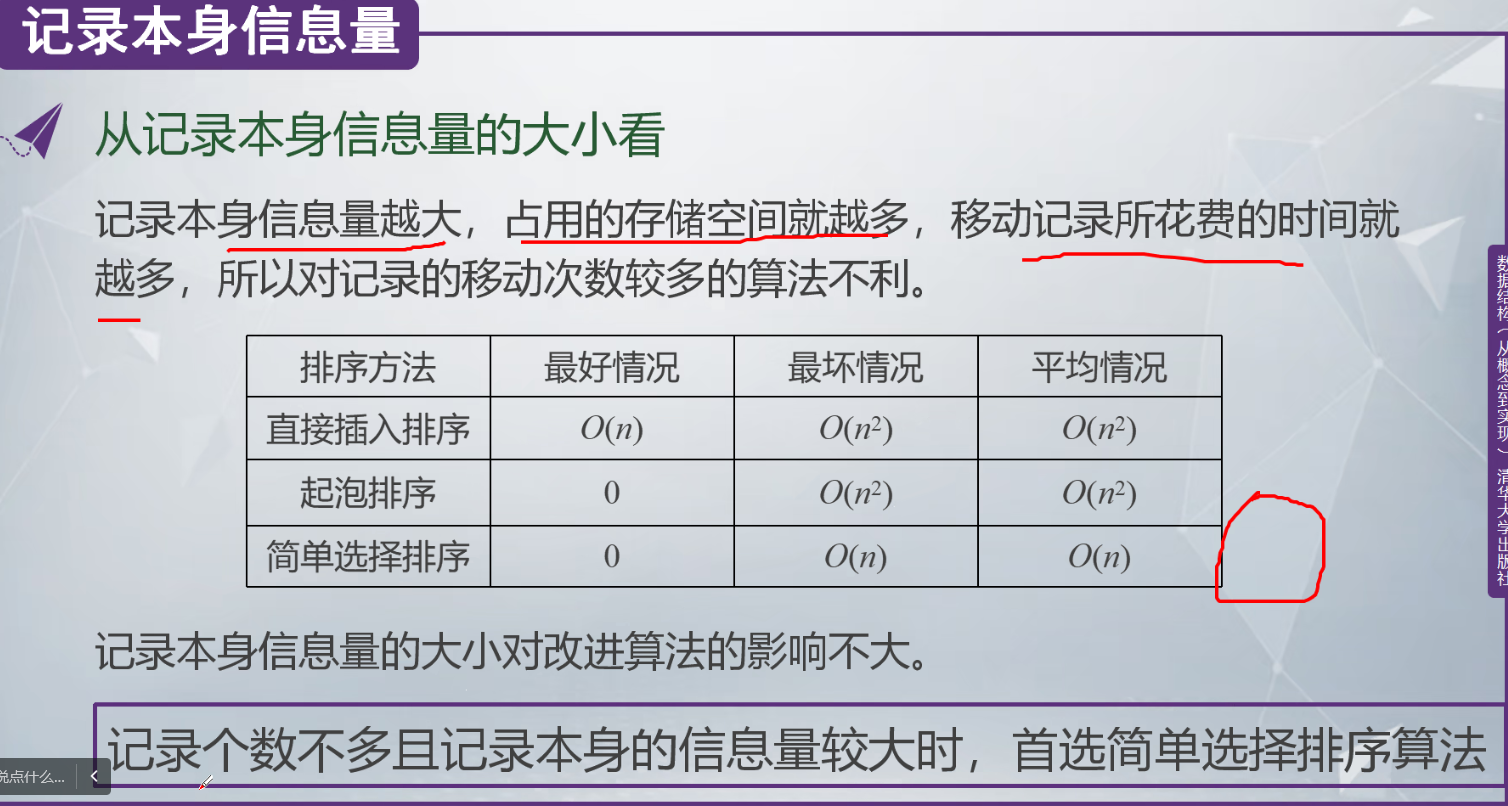 记录本身信息量
从记录本身信息量的大小看
记录本身信息量越大，占用的存储空间就越多，移动记录所花费的时间就
越多，所以对记录的移动次数较多的算法不利。
排序方法 最好情况 最坏情况 平均情况
直接插入排序 O(n) O(n²) O(n²)
起泡排序 0 O(n²) O(n²)
简单选择排序 0 O(n) O(n)
记录本身信息量的大小对改进算法的影响不大。
记录个数不多且记录本身的信息量较大时，首选简单选择排序算法
说点什么...
数据结构（从概念到实现）清华大学出版社